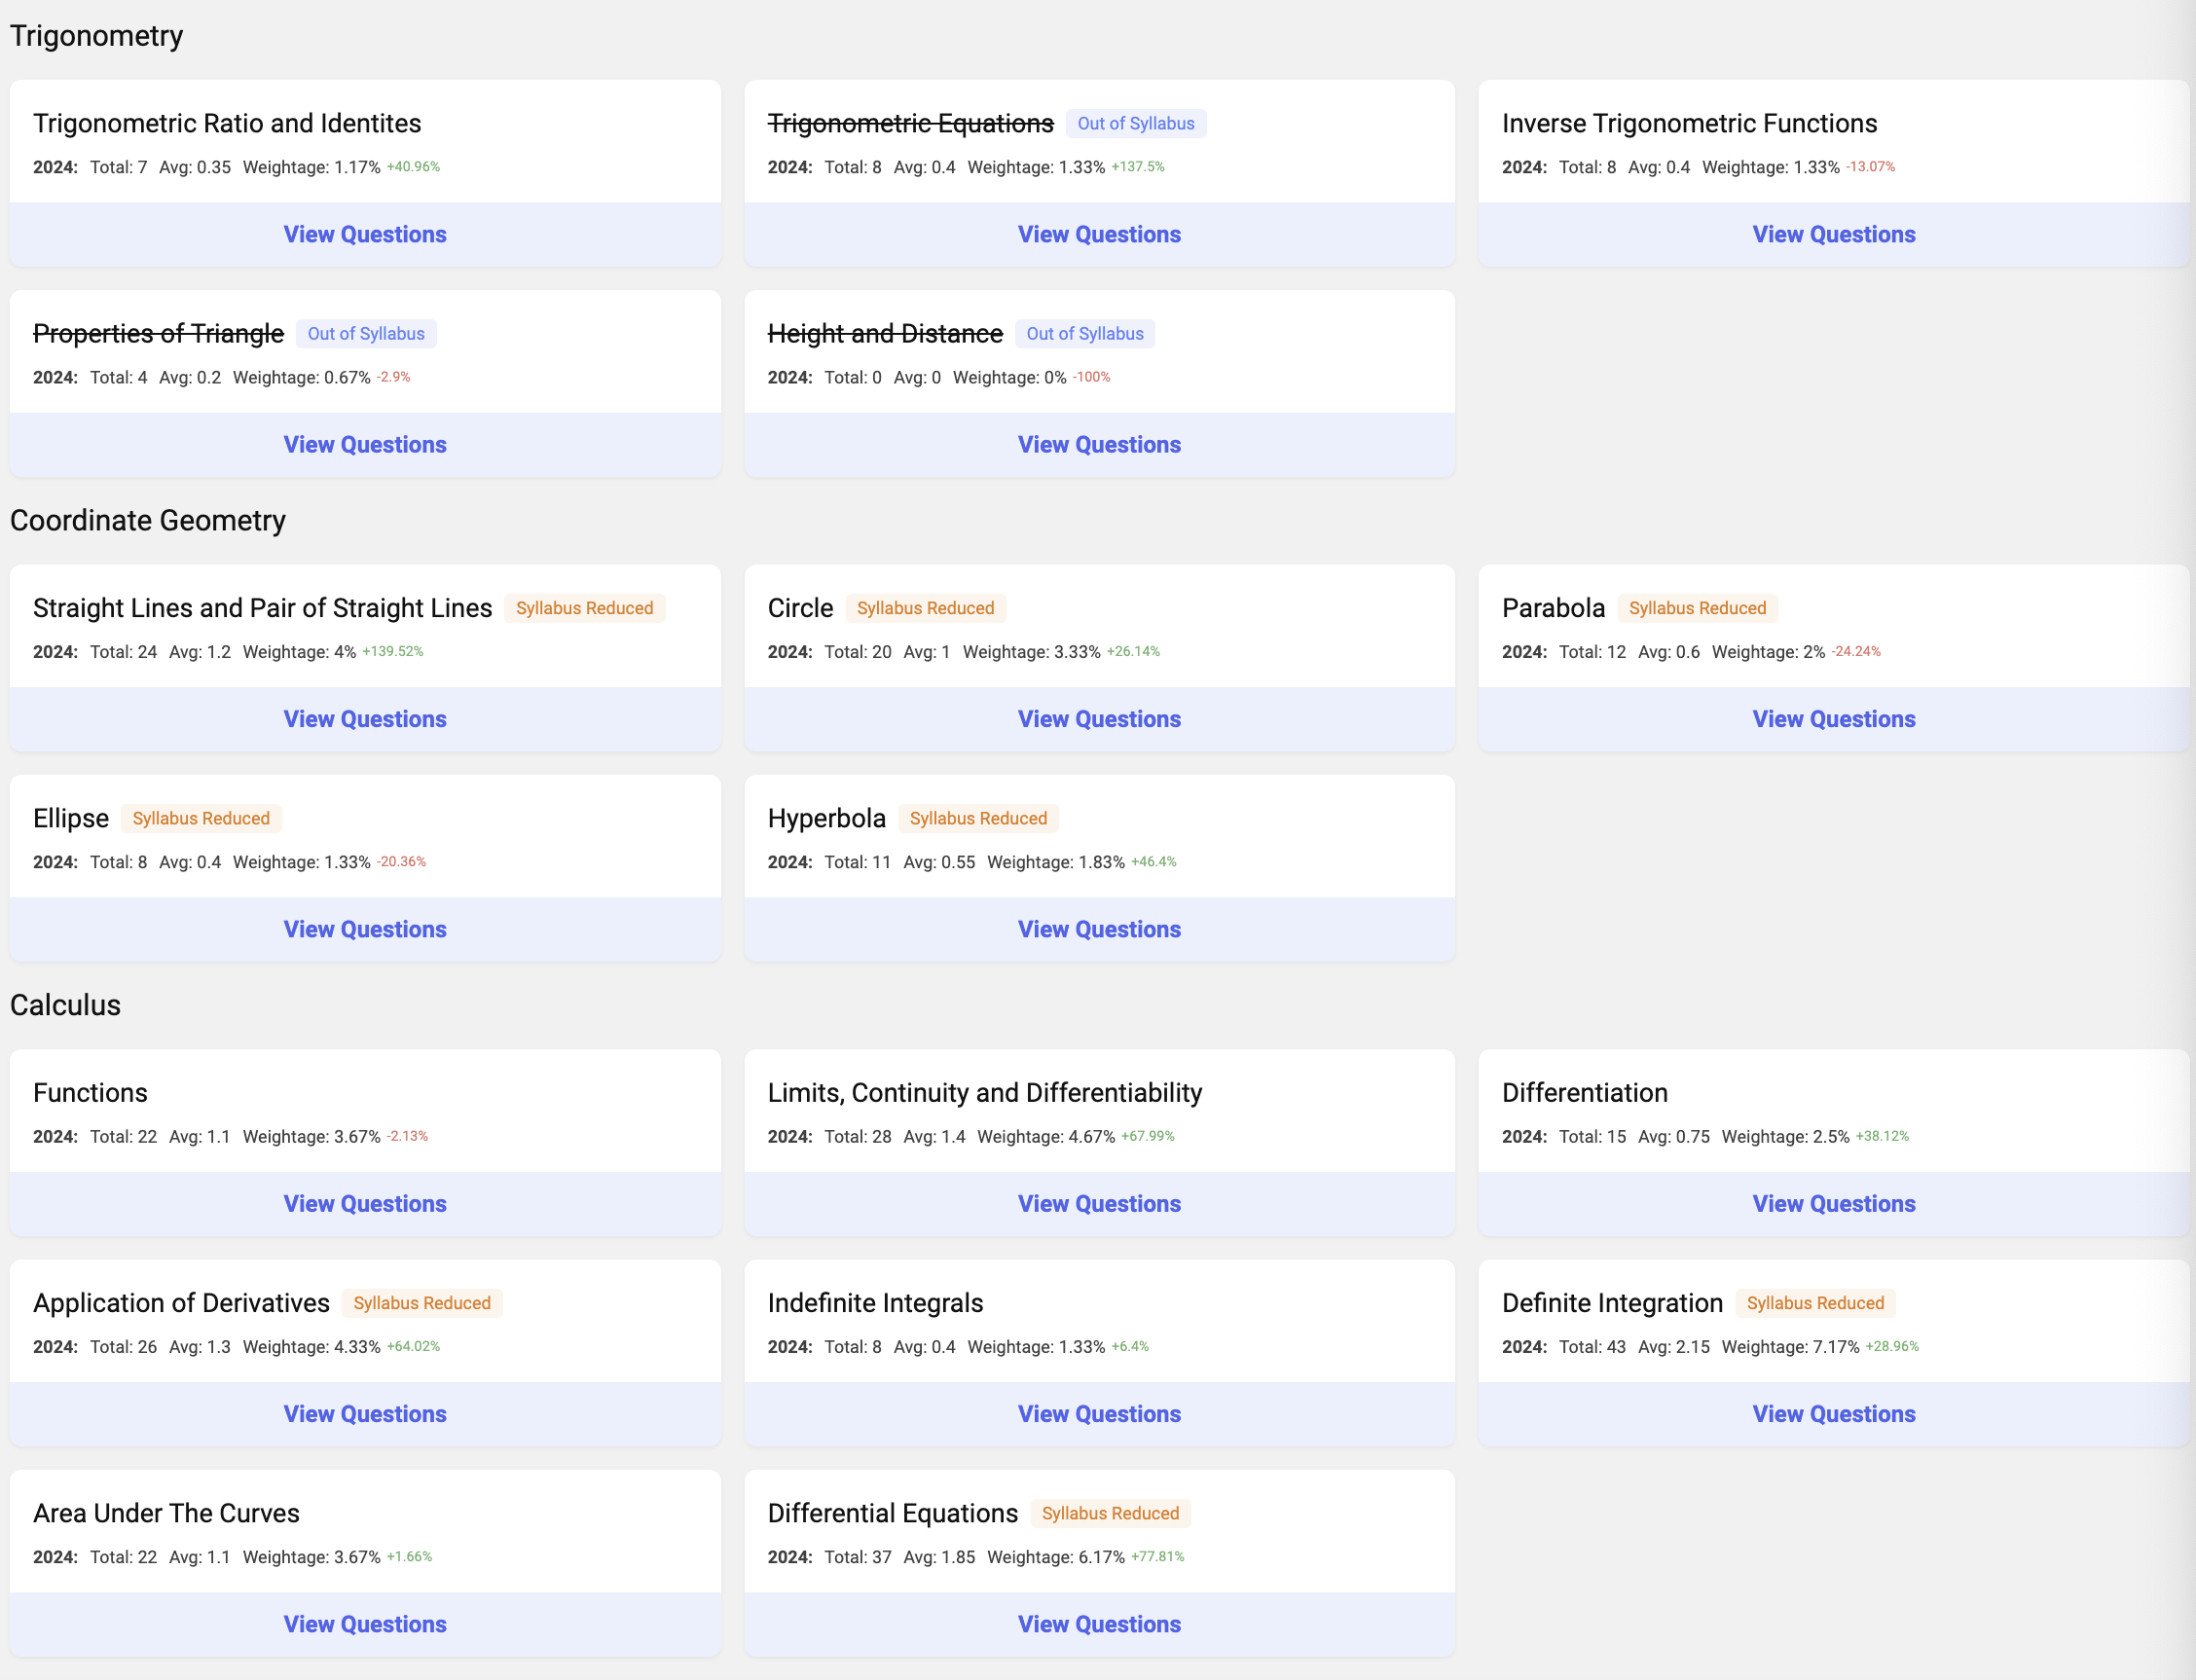 Trigonometry
Trigonometric Ratio and Identites
2024: Total: 7 Avg: 0.35 Weightage: 1.17% +40.96%
View Questions
Trigonometric Equations Out of Syllabus
2024: Total: 8 Avg: 0.4 Weightage: 1.33% +137.5%
View Questions
Inverse Trigonometric Functions
2024: Total: 8 Avg: 0.4 Weightage: 1.33% -13.07%
View Questions
Properties of Triangle Out of Syllabus
2024: Total: 4 Avg: 0.2 Weightage: 0.67% -2.9%
View Questions
Height and Distance Out of Syllabus
2024: Total: 0 Avg: 0 Weightage: 0% -100%
View Questions
Coordinate Geometry
Straight Lines and Pair of Straight Lines Syllabus Reduced
2024: Total: 24 Avg: 1.2 Weightage: 4% +139.52%
View Questions
Circle Syllabus Reduced
2024: Total: 20 Avg: 1 Weightage: 3.33% +26.14%
View Questions
Parabola Syllabus Reduced
2024: Total: 12 Avg: 0.6 Weightage: 2% -24.24%
View Questions
Ellipse Syllabus Reduced
2024: Total: 8 Avg: 0.4 Weightage: 1.33% -20.36%
View Questions
Hyperbola Syllabus Reduced
2024: Total: 11 Avg: 0.55 Weightage: 1.83% +46.4%
View Questions
Calculus
Functions
2024: Total: 22 Avg: 1.1 Weightage: 3.67% -2.13%
View Questions
Limits, Continuity and Differentiability
2024: Total: 28 Avg: 1.4 Weightage: 4.67% +67.99%
View Questions
Differentiation
2024: Total: 15 Avg: 0.75 Weightage: 2.5% +38.12%
View Questions
Application of Derivatives Syllabus Reduced
2024: Total: 26 Avg: 1.3 Weightage: 4.33% +64.02%
View Questions
Indefinite Integrals
2024: Total: 8 Avg: 0.4 Weightage: 1.33% +6.4%
View Questions
Definite Integration Syllabus Reduced
2024: Total: 43 Avg: 2.15 Weightage: 7.17% +28.96%
View Questions
Area Under The Curves
2024: Total: 22 Avg: 1.1 Weightage: 3.67% +1.66%
View Questions
Differential Equations Syllabus Reduced
2024: Total: 37 Avg: 1.85 Weightage: 6.17% +77.81%
View Questions